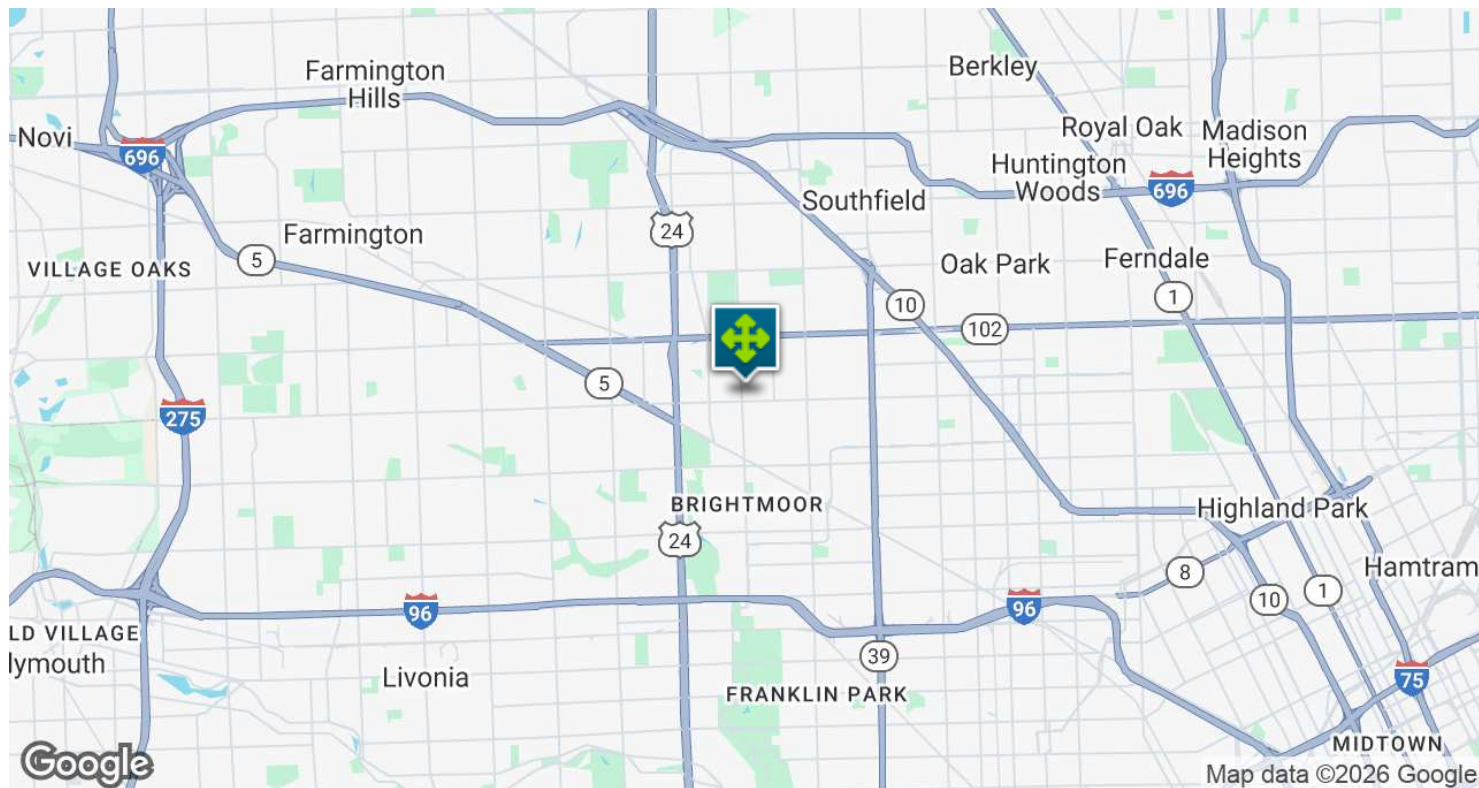 Berkley
Farmington
Hills
Novi
696
Royal Oak
Madison
Heights
Huntington
Woods
696
Southfield
24
Farmington
5
VILLAGE OAKS
Oak Park
Ferndale
10
1
102
5
275
BRIGHTMOOR
24
Highland Park
8
Hamtram
96
96
10
1
LD VILLAGE
lymouth
Livonia
39
FRANKLIN PARK
75
MIDTOWN
Google
Map data ©2026 Google